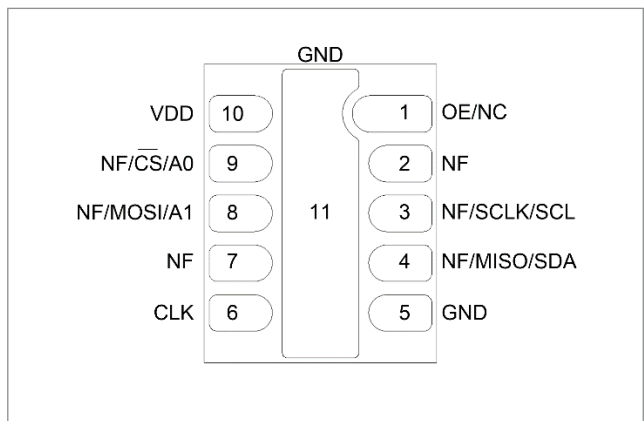 GND
VDD 10 1 OE/NC
NF/C̅S̅/A0 9 2 NF
NF/MOSI/A1 8 11 3 NF/SCLK/SCL
NF 7 4 NF/MISO/SDA
CLK 6 5 GND